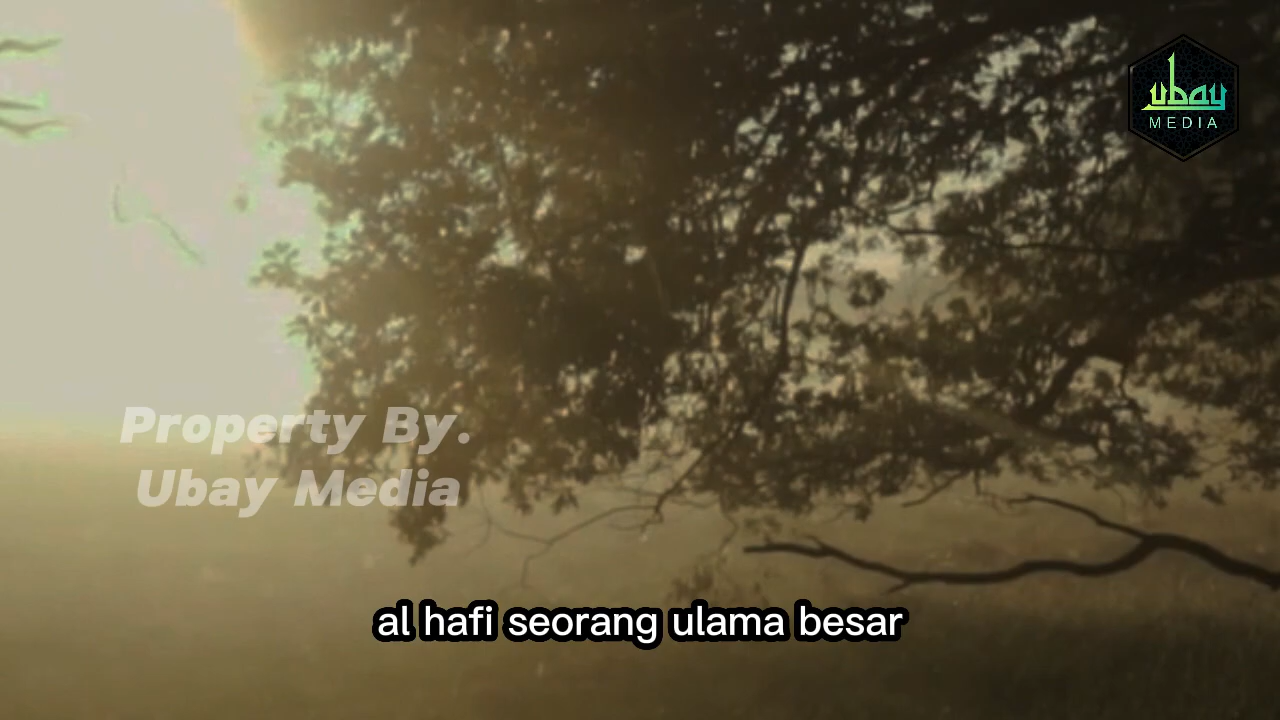 ubay
MEDIA
Property By.
Ubay Media
al hafi seorang ulama besar